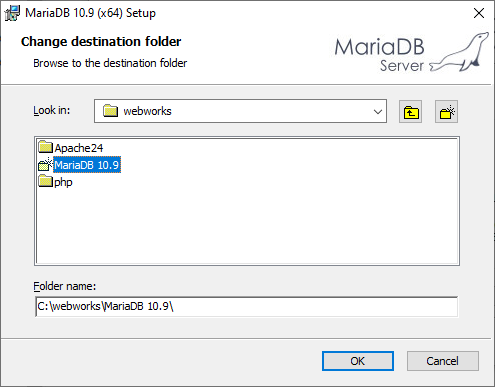 MariaDB 10.9 (x64) Setup
Change destination folder
Browse to the destination folder
MariaDB
Server
Look in:
webworks
Apache24
MariaDB 10.9
php
Folder name:
C:\webworks\MariaDB 10.9\
OK
Cancel